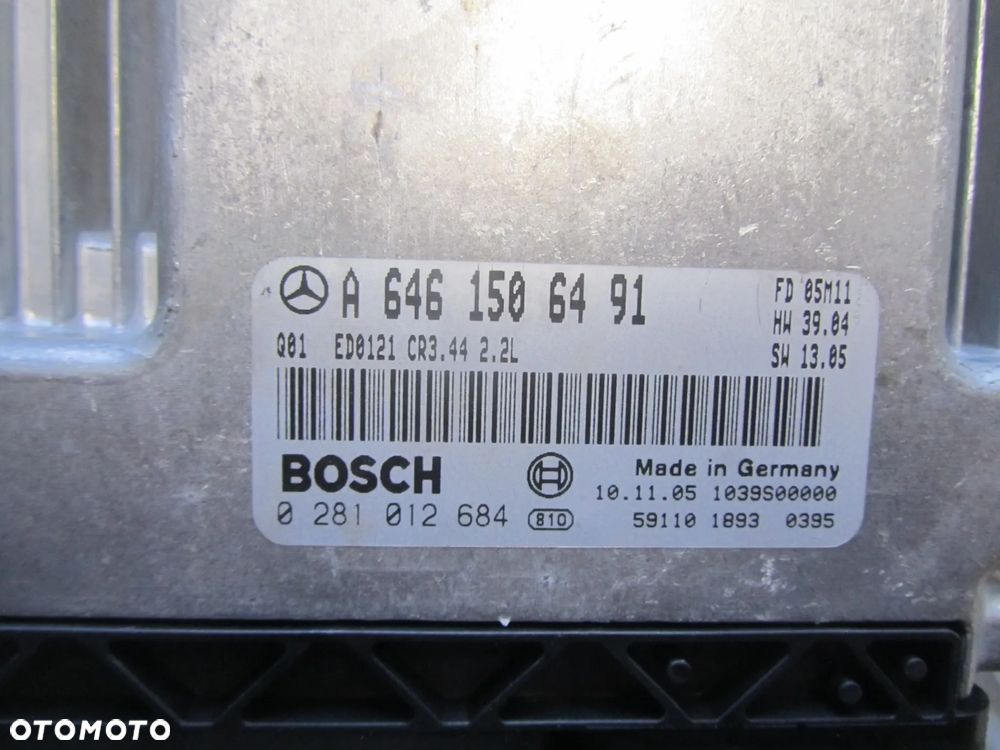 A 646 150 64 91
FD 05M11
HW 39.04
Q01 ED0121 CR3.44 2.2L
SW 13.05
BOSCH
Made in Germany
10.11.05 1039S00000
0 281 012 684 810
59110 1893 0395
OTOMOTO